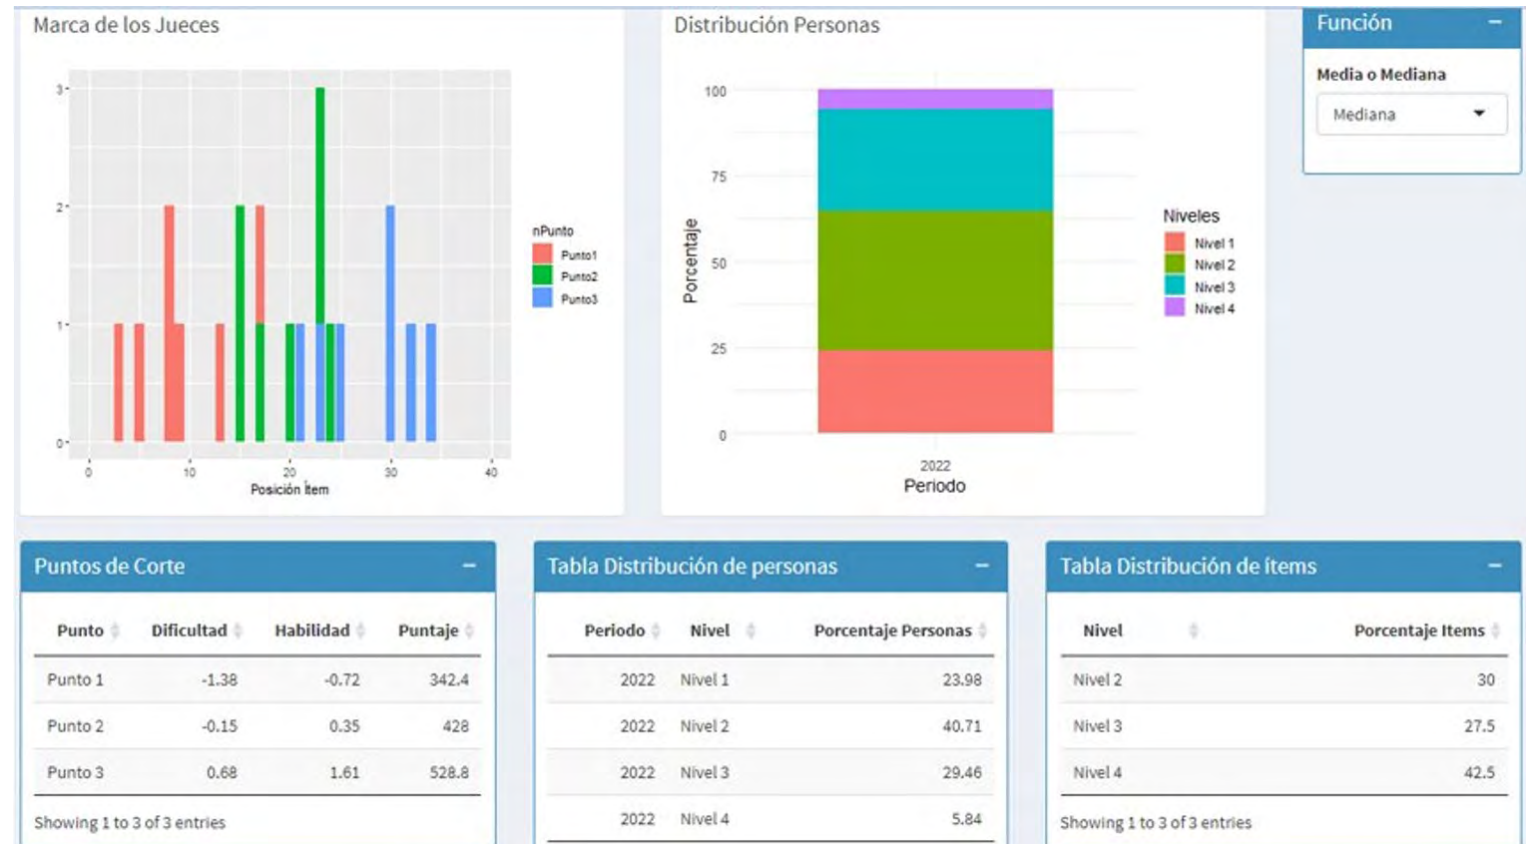 Marca de los Jueces
3
2
1
0
0 10 20 30 40
Posición Ítem
nPunto
Punto1
Punto2
Punto3
Distribución Personas
100
75
50
25
0
Porcentaje
2022
Periodo
Niveles
Nivel 1
Nivel 2
Nivel 3
Nivel 4
Función
Media o Mediana
Mediana
Puntos de Corte
Punto Dificultad Habilidad Puntaje
Punto 1 -1.38 -0.72 342.4
Punto 2 -0.15 0.35 428
Punto 3 0.68 1.61 528.8
Showing 1 to 3 of 3 entries
Tabla Distribución de personas
Periodo Nivel Porcentaje Personas
2022 Nivel 1 23.98
2022 Nivel 2 40.71
2022 Nivel 3 29.46
2022 Nivel 4 5.84
Tabla Distribución de ítems
Nivel Porcentaje Items
Nivel 2 30
Nivel 3 27.5
Nivel 4 42.5
Showing 1 to 3 of 3 entries